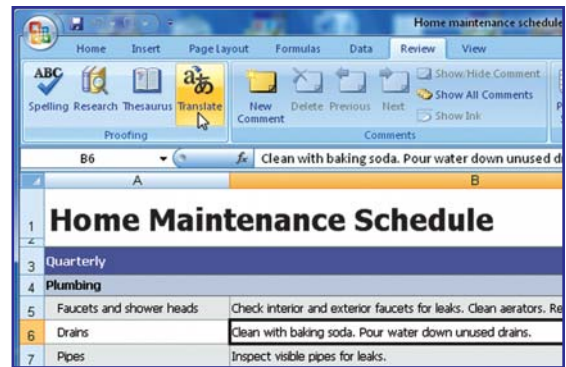 Home maintenance schedule
Home Insert Page Layout Formulas Data Review View
ABC Show/Hide Comment
Show All Comments
Spelling Research Thesaurus Translate New Comment Delete Previous Next Show Ink
Proofing Comments
B6 fx Clean with baking soda. Pour water down unused
A B
1 Home Maintenance Schedule
2
3 Quarterly
4 Plumbing
5 Faucets and shower heads Check interior and exterior faucets for leaks. Clean aerators.
6 Drains Clean with baking soda. Pour water down unused drains.
7 Pipes Inspect visible pipes for leaks.